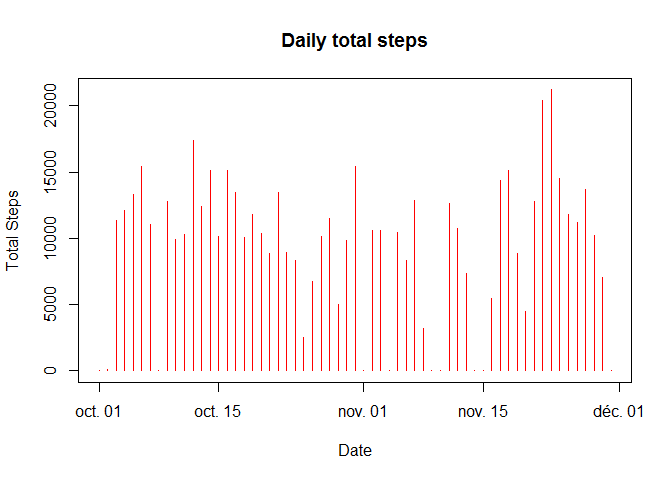 Daily total steps
Total Steps
20000
15000
10000
5000
0
oct. 01 oct. 15 nov. 01 nov. 15 déc. 01
Date